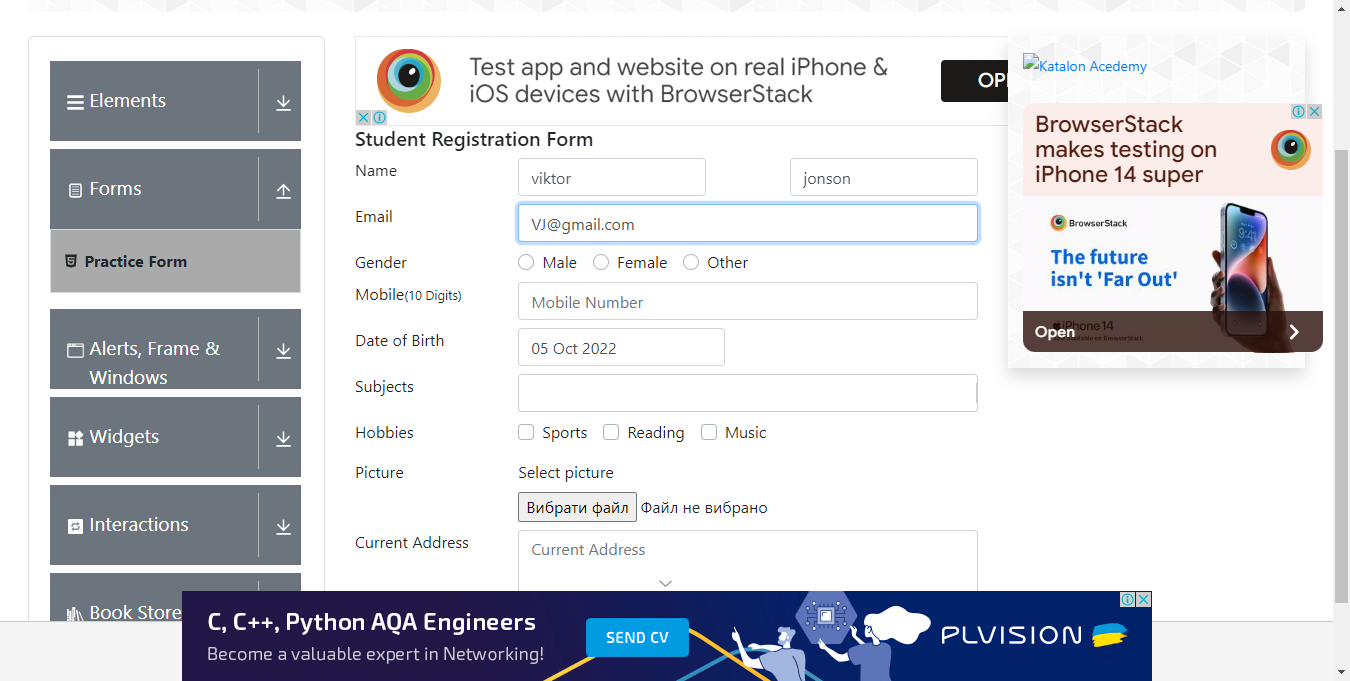 Elements
Forms
Practice Form
Alerts, Frame &
Windows
Widgets
Interactions
Book Store
Test app and website on real iPhone &
iOS devices with BrowserStack
OP
Student Registration Form
Name
viktor
jonson
Email
VJ@gmail.com
Gender
Male
Female
Other
Mobile(10 Digits)
Mobile Number
Date of Birth
05 Oct 2022
Subjects
Hobbies
Sports
Reading
Music
Picture
Select picture
Вибрати файл Файл не вибрано
Current Address
Current Address
Katalon Acedemy
BrowserStack
makes testing on
iPhone 14 super
BrowserStack
The future
isn't 'Far Out'
iPhone 14
Open
C, C++, Python AQA Engineers
Become a valuable expert in Networking!
SEND CV
PLVISION